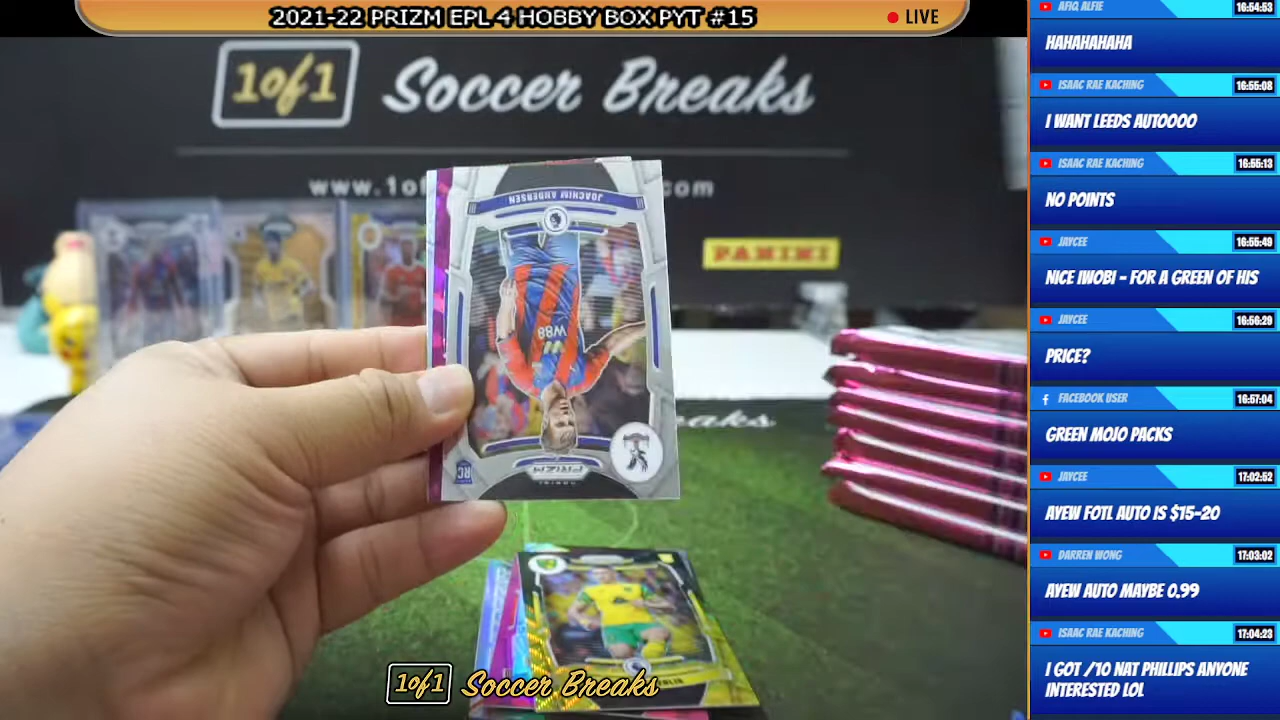 2021-22 PRIZM EPL 4 HOBBY BOX PYT #15
LIVE
1of1 Soccer Breaks
www.1of
com
PANINI
JOACHIM ANDERSEN
W88
PRIZM
RC
1of1 Soccer Breaks
AFIQ ALFIE 16:54:53
HAHAHAHAHA
ISAAC RAE KACHING 16:55:08
I WANT LEEDS AUTOOOO
ISAAC RAE KACHING 16:55:13
NO POINTS
JAYCEE 16:55:49
NICE IWOBI - FOR A GREEN OF HIS
JAYCEE 16:56:29
PRICE?
FACEBOOK USER 16:57:04
GREEN MOJO PACKS
JAYCEE 17:02:52
AYEW FOTL AUTO IS $15-20
DARREN WONG 17:03:02
AYEW AUTO MAYBE 0.99
ISAAC RAE KACHING 17:04:23
I GOT /10 NAT PHILLIPS ANYONE
INTERESTED LOL